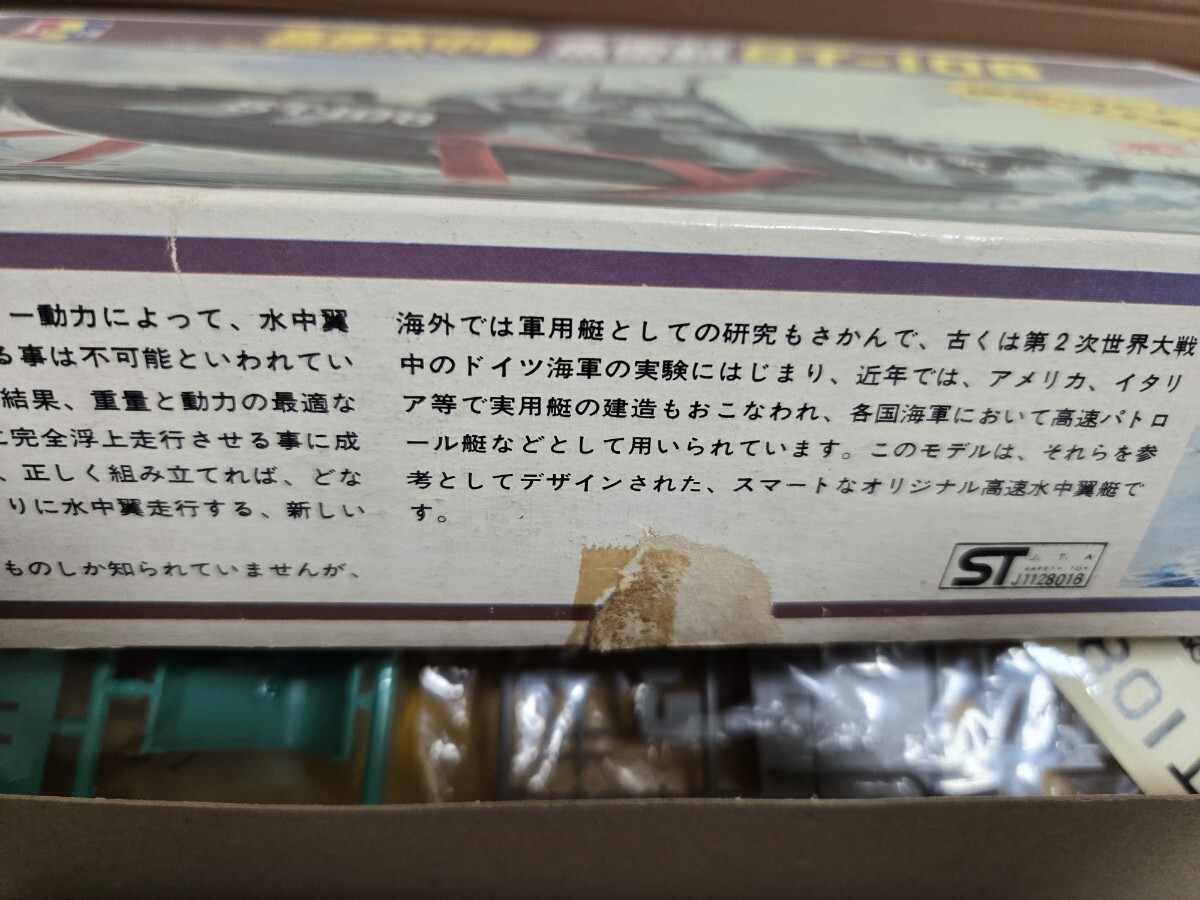 ST-108
ー動力によって、水中翼
る事は不可能といわれてい
結果、重量と動力の最適な
に完全浮上走行させる事に成
、正しく組み立てれば、どな
りに水中翼走行する、新しい
ものしか知られていませんが、
海外では軍用艇としての研究もさかんで、古くは第2次世界大戦
中のドイツ海軍の実験にはじまり、近年では、アメリカ、イタリ
ア等で実用艇の建造もおこなわれ、各国海軍において高速パトロ
ール艇などとして用いられています。このモデルは、それらを参
考としてデザインされた、スマートなオリジナル高速水中翼艇で
す。
ST J. T. A
SAFETY TOY
J1128016
T108